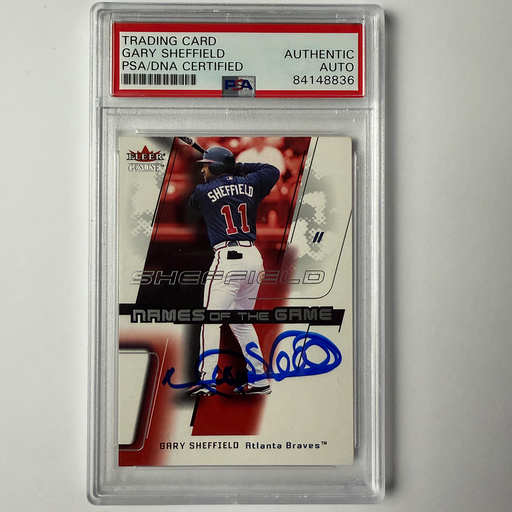 TRADING CARD
GARY SHEFFIELD
PSA/DNA CERTIFIED
AUTHENTIC
AUTO
84148836
PSA
FLEER
GENUINE
SHEFFIELD
11
11
SHEFFIELD
NAMES OF THE GAME
GARY SHEFFIELD Atlanta Braves™